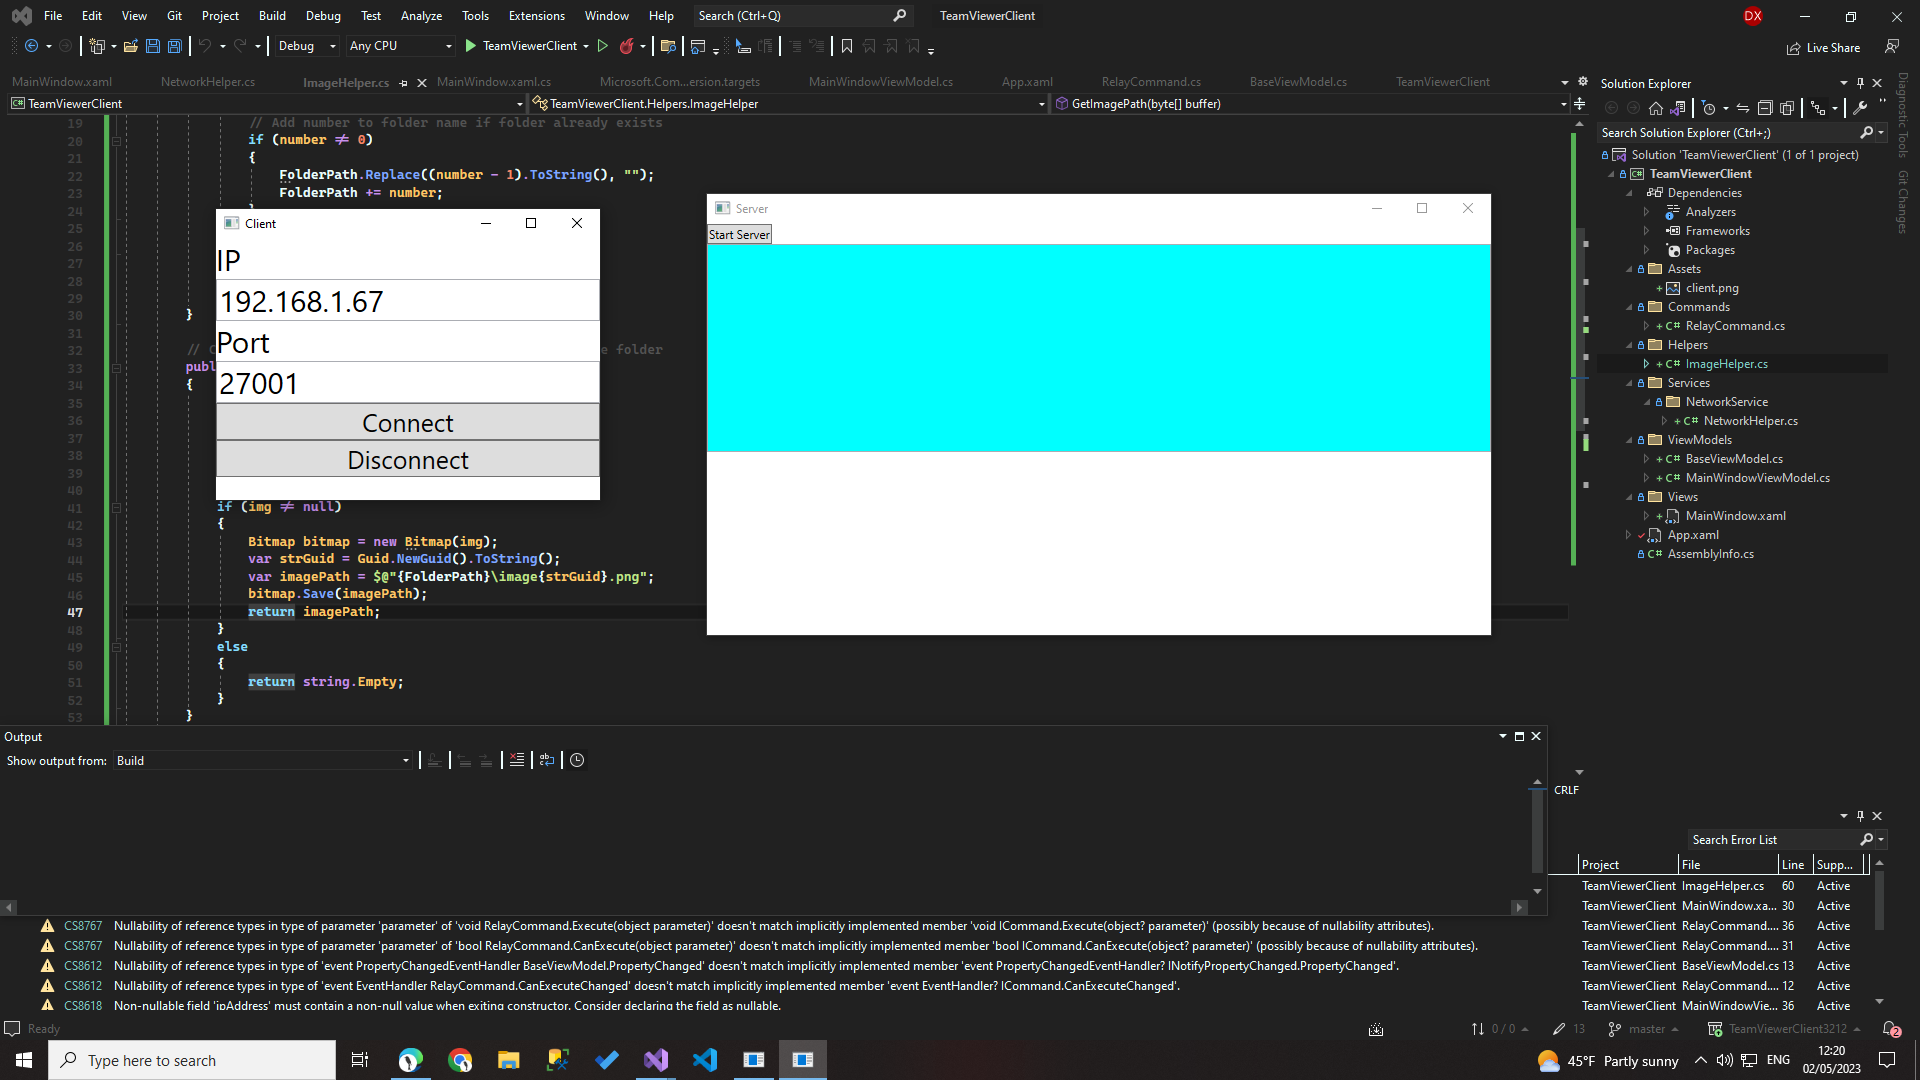 File Edit View Git Project Build Debug Test Analyze Tools Extensions Window Help Search (Ctrl+Q) TeamViewerClient DX
Debug Any CPU TeamViewerClient Live Share
MainWindow.xaml NetworkHelper.cs ImageHelper.cs MainWindow.xaml.cs Microsoft.Com...ersion.targets MainWindowViewModel.cs App.xaml RelayCommand.cs BaseViewModel.cs TeamViewerClient
TeamViewerClient TeamViewerClient.Helpers.ImageHelper GetImagePath(byte[] buffer)
19 // Add number to folder name if folder already exists
20 if (number ≠ 0)
21 {
22 FolderPath.Replace((number - 1).ToString(), "");
23 FolderPath += number;
24
25
26
27
28
29
30 }
31
32 // e folder
33 pub
34 {
35
36
37
38
39
40
41 if (img ≠ null)
42 {
43 Bitmap bitmap = new Bitmap(img);
44 var strGuid = Guid.NewGuid().ToString();
45 var imagePath = $@"{FolderPath}\image{strGuid}.png";
46 bitmap.Save(imagePath);
47 return imagePath;
48 }
49 else
50 {
51 return string.Empty;
52 }
53 }
Client
IP
192.168.1.67
Port
27001
Connect
Disconnect
Server
Start Server
Solution Explorer
Search Solution Explorer (Ctrl+;)
Solution 'TeamViewerClient' (1 of 1 project)
TeamViewerClient
Dependencies
Analyzers
Frameworks
Packages
Assets
client.png
Commands
RelayCommand.cs
Helpers
ImageHelper.cs
Services
NetworkService
NetworkHelper.cs
ViewModels
BaseViewModel.cs
MainWindowViewModel.cs
Views
MainWindow.xaml
App.xaml
AssemblyInfo.cs
Diagnostic Tools
Git Changes
Output
Show output from: Build
CRLF
Search Error List
Project File Line Supp...
TeamViewerClient ImageHelper.cs 60 Active
TeamViewerClient MainWindow.xa... 30 Active
CS8767 Nullability of reference types in type of parameter 'parameter' of 'void RelayCommand.Execute(object parameter)' doesn't match implicitly implemented member 'void ICommand.Execute(object? parameter)' (possibly because of nullability attributes). TeamViewerClient RelayCommand.... 36 Active
CS8767 Nullability of reference types in type of parameter 'parameter' of 'bool RelayCommand.CanExecute(object parameter)' doesn't match implicitly implemented member 'bool ICommand.CanExecute(object? parameter)' (possibly because of nullability attributes). TeamViewerClient RelayCommand.... 31 Active
CS8612 Nullability of reference types in type of 'event PropertyChangedEventHandler BaseViewModel.PropertyChanged' doesn't match implicitly implemented member 'event PropertyChangedEventHandler? INotifyPropertyChanged.PropertyChanged'. TeamViewerClient BaseViewModel.cs 13 Active
CS8612 Nullability of reference types in type of 'event EventHandler RelayCommand.CanExecuteChanged' doesn't match implicitly implemented member 'event EventHandler? ICommand.CanExecuteChanged'. TeamViewerClient RelayCommand.... 12 Active
CS8618 Non-nullable field 'ipAddress' must contain a non-null value when exiting constructor. Consider declaring the field as nullable. TeamViewerClient MainWindowVie... 36 Active
Ready 0 / 0 13 master TeamViewerClient3212 2
Type here to search 45°F Partly sunny ENG 12:20
02/05/2023